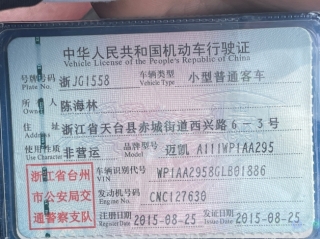 中华人民共和国机动车行驶证
Vehicle License of the People's Republic of China
号牌号码 浙JG1558 车辆类型 小型普通客车
Plate No. Vehicle Type
所有人 陈海林
Owner
住址 浙江省天台县赤城街道西兴路6-3号
Address
使用性质 非营运 品牌型号 迈凯 A111WP1AA295
Use Character Model
浙江省台州 车辆识别代号 WP1AA2958GLB01886
VIN
市公安局交 发动机号码 CNC127630
Engine No.
通警察支队 注册日期 2015-08-25 发证日期 2015-08-25
Register Date Issue Date